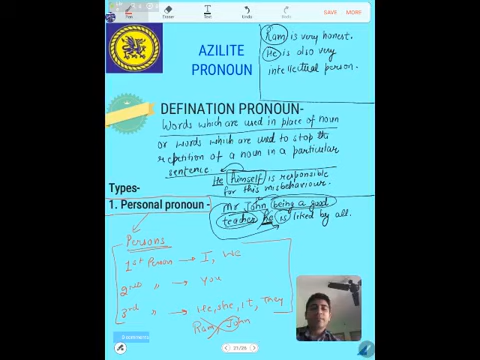 Pen
Eraser
Text
Undo
Redo
CANCEL
SAVE
AZILITE
PRONOUN
Ram is very honest.
He is also very
intellectual person.
DEFINATION PRONOUN-
Words which are used in place of noun
or words which are used to stop the
repetition of a noun in a particular
sentence
He himself is responsible
for this misbehaviour.
Types-
1. Personal pronoun -
Mr John being a good
teacher he is liked by all.
Persons
1st Person → I, We
2nd " → You
3rd " → He, she, it, They
Ram, John
21/26